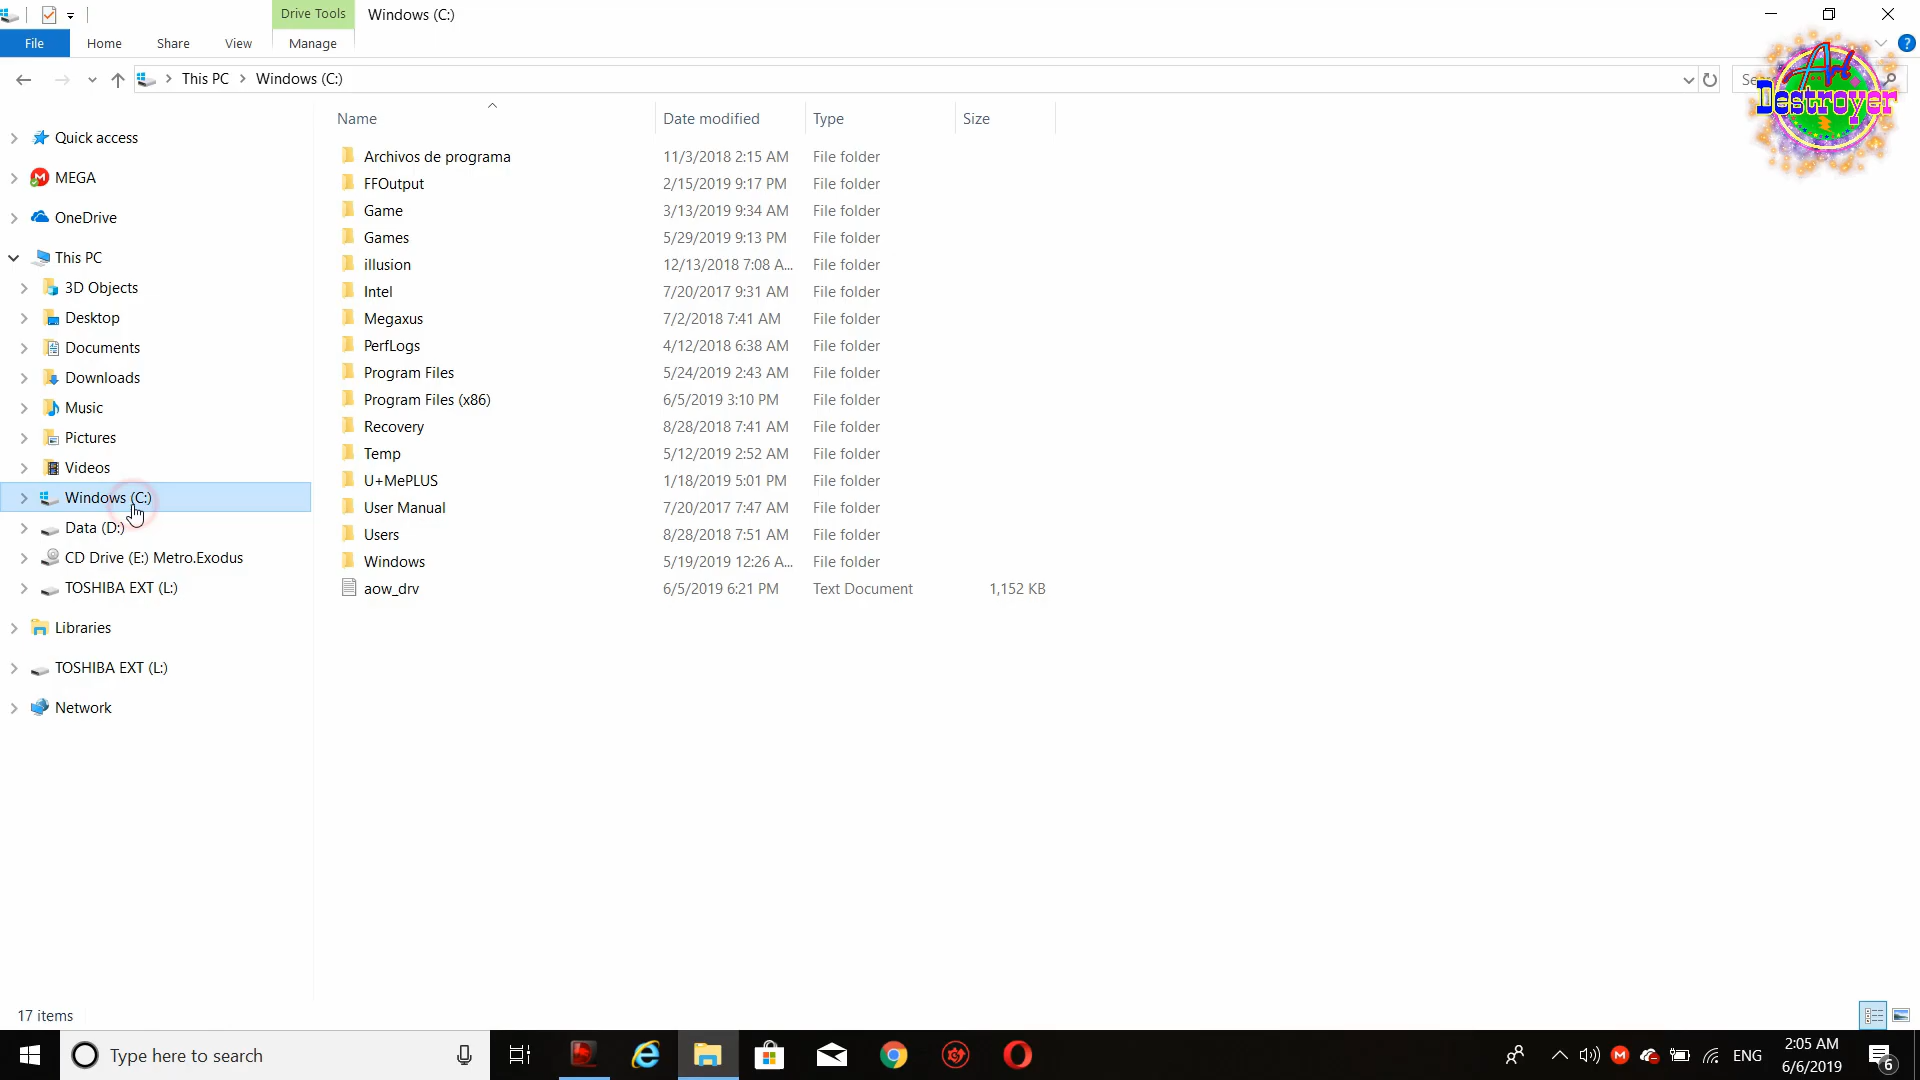 Drive Tools
Windows (C:)
File
Home
Share
View
Manage
?
This PC
Windows (C:)
Art
Destroyer
Name
Date modified
Type
Size
Quick access
MEGA
OneDrive
This PC
3D Objects
Desktop
Documents
Downloads
Music
Pictures
Videos
Windows (C:)
Data (D:)
CD Drive (E:) Metro.Exodus
TOSHIBA EXT (L:)
Libraries
TOSHIBA EXT (L:)
Network
Archivos de programa 11/3/2018 2:15 AM File folder
FFOutput 2/15/2019 9:17 PM File folder
Game 3/13/2019 9:34 AM File folder
Games 5/29/2019 9:13 PM File folder
illusion 12/13/2018 7:08 A... File folder
Intel 7/20/2017 9:31 AM File folder
Megaxus 7/2/2018 7:41 AM File folder
PerfLogs 4/12/2018 6:38 AM File folder
Program Files 5/24/2019 2:43 AM File folder
Program Files (x86) 6/5/2019 3:10 PM File folder
Recovery 8/28/2018 7:41 AM File folder
Temp 5/12/2019 2:52 AM File folder
U+MePLUS 1/18/2019 5:01 PM File folder
User Manual 7/20/2017 7:47 AM File folder
Users 8/28/2018 7:51 AM File folder
Windows 5/19/2019 12:26 A... File folder
aow_drv 6/5/2019 6:21 PM Text Document 1,152 KB
17 items
Type here to search
ENG
2:05 AM
6/6/2019
6